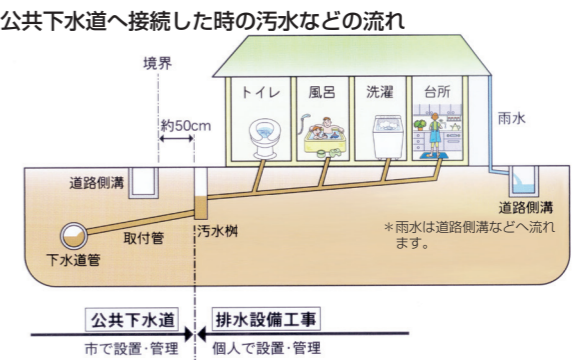 公共下水道へ接続した時の汚水などの流れ
境界
約50cm
トイレ
風呂
洗濯
台所
雨水
道路側溝
道路側溝
＊雨水は道路側溝などへ流れ
ます。
取付管
汚水桝
下水道管
公共下水道
排水設備工事
市で設置・管理
個人で設置・管理